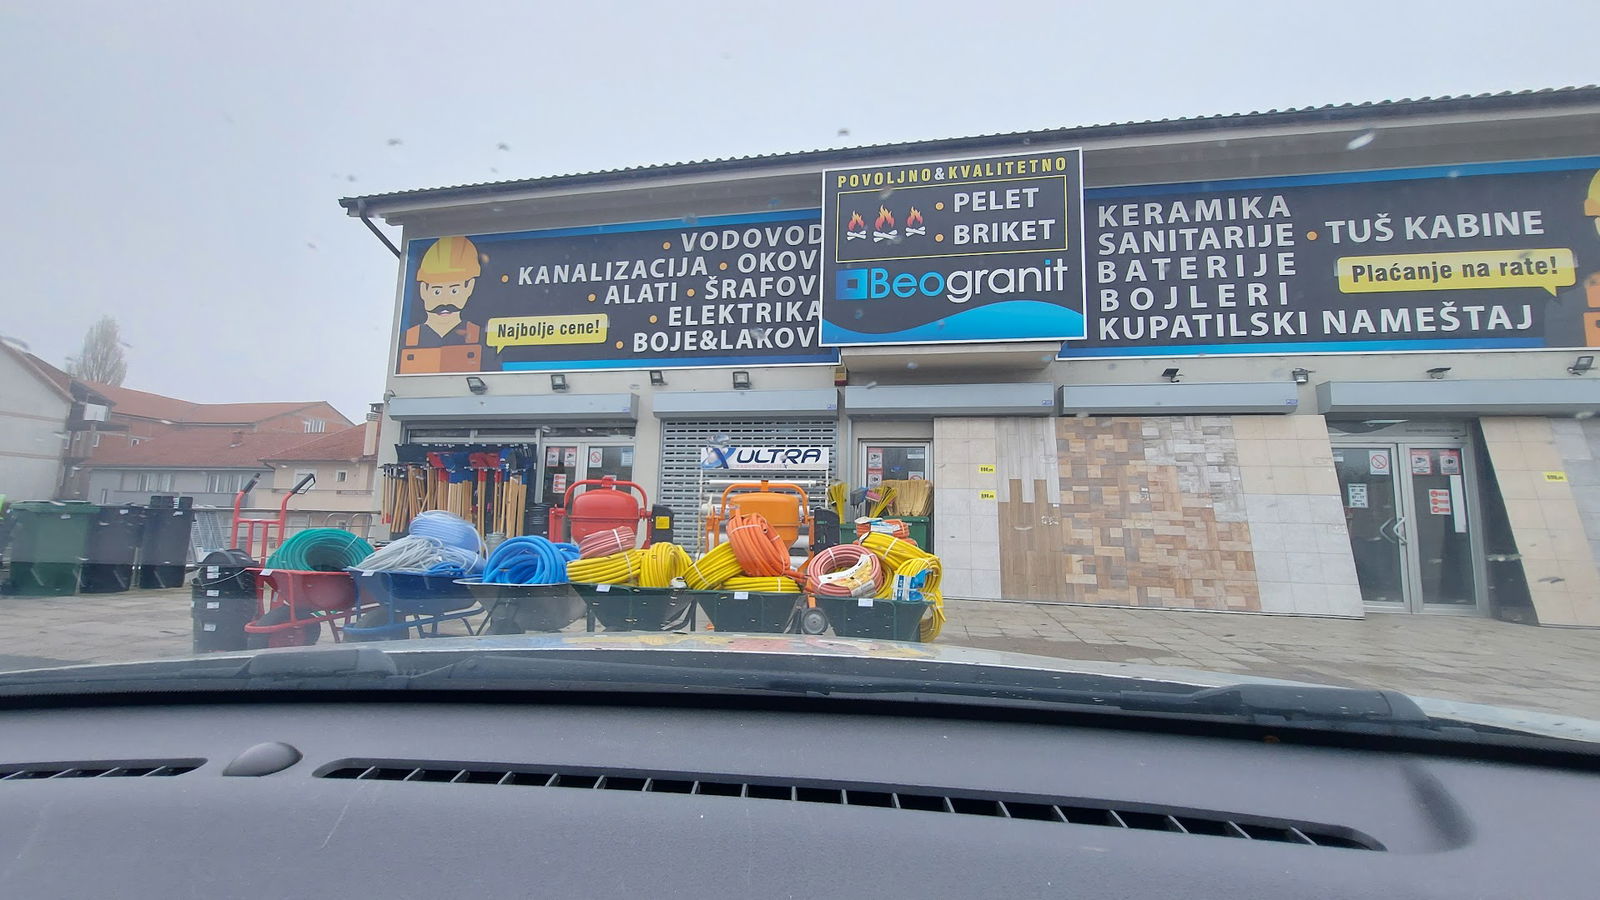 • VODOVOD
• KANALIZACIJA • OKOV
• ALATI • ŠRAFOV
• ELEKTRIKA
Najbolje cene!
• BOJE&LAKOV
POVOLJNO&KVALITETNO
• PELET
• BRIKET
Beogranit
KERAMIKA
SANITARIJE • TUŠ KABINE
BATERIJE
Plaćanje na rate!
BOJLERI
KUPATILSKI NAMEŠTAJ
XULTRA